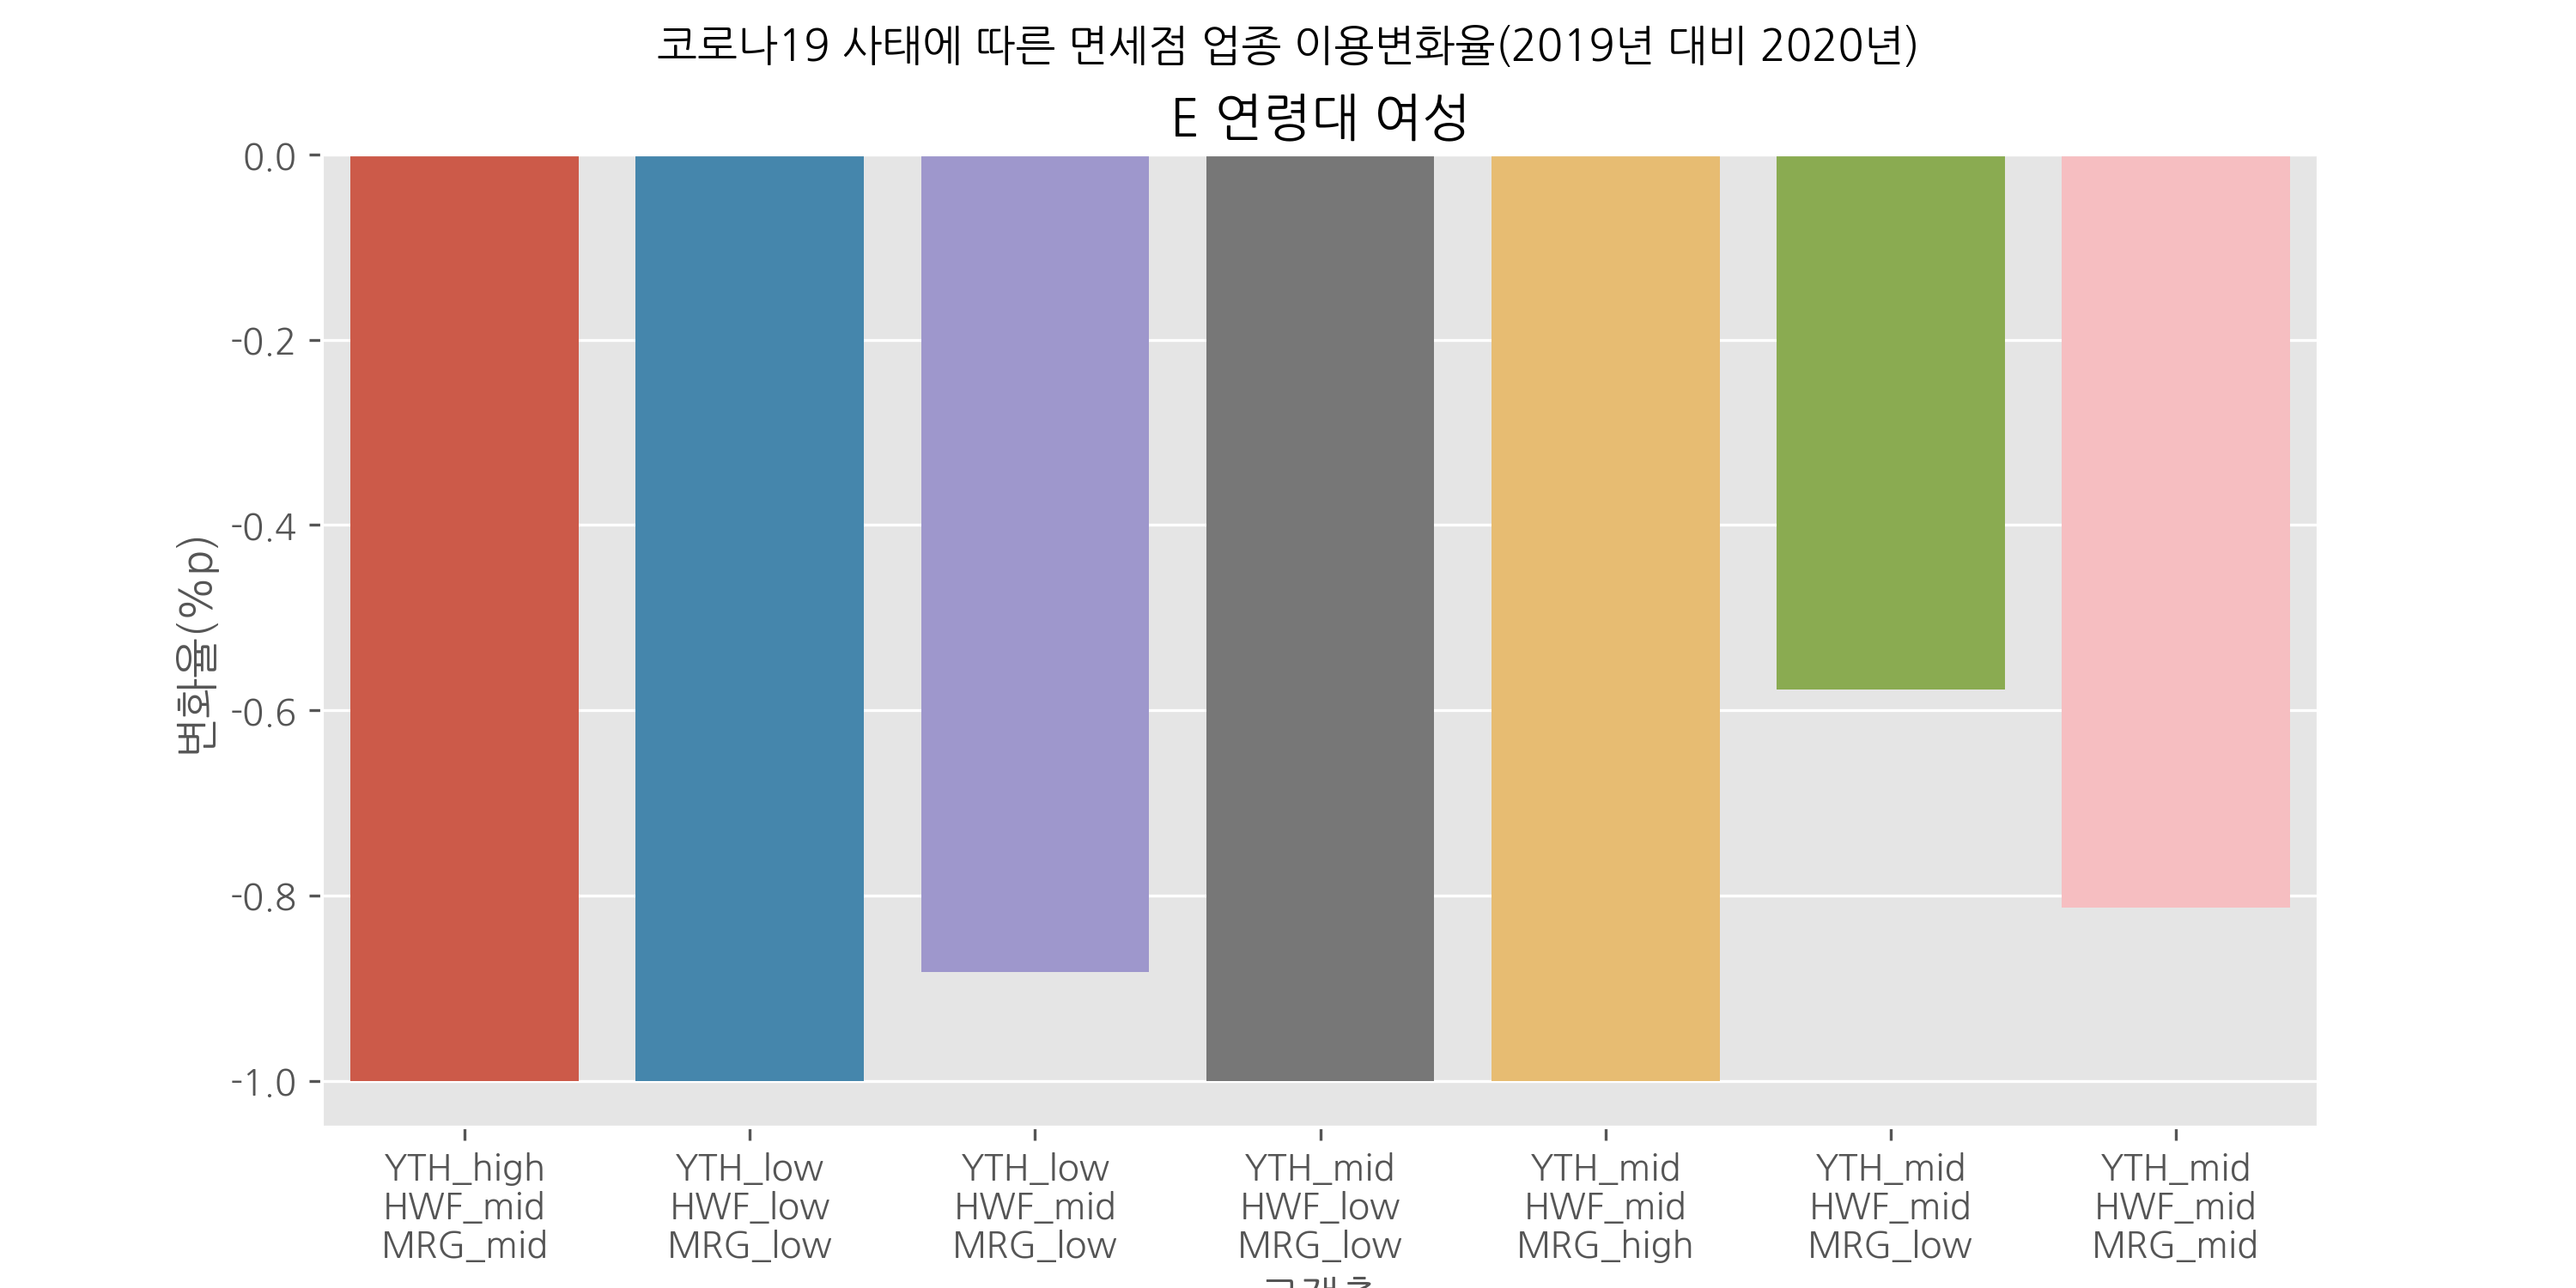 코로나19 사태에 따른 면세점 업종 이용변화율(2019년 대비 2020년)
E 연령대 여성
변화율(%p)
0.0
-0.2
-0.4
-0.6
-0.8
-1.0
YTH_high
HWF_mid
MRG_mid
YTH_low
HWF_low
MRG_low
YTH_low
HWF_mid
MRG_low
YTH_mid
HWF_low
MRG_low
YTH_mid
HWF_mid
MRG_high
YTH_mid
HWF_mid
MRG_low
YTH_mid
HWF_mid
MRG_mid